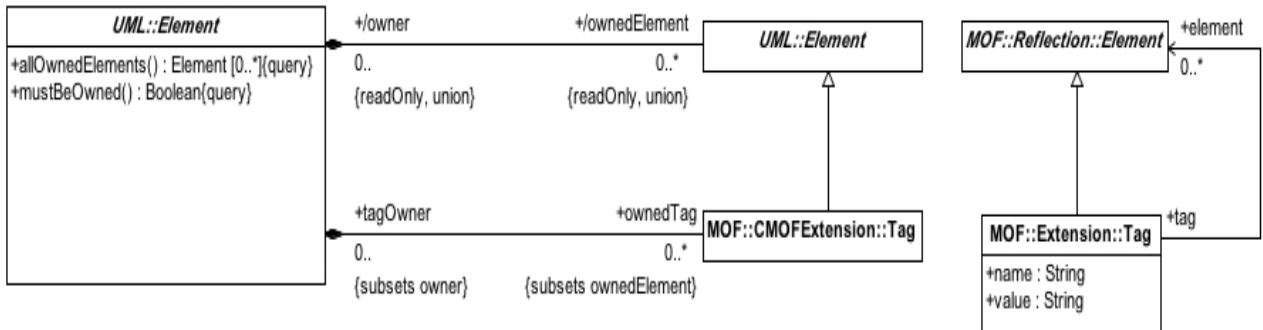 UML::Element
+allOwnedElements() : Element [0..*]{query}
+mustBeOwned() : Boolean{query}
+/owner
+/ownedElement
0..
0..*
{readOnly, union}
{readOnly, union}
UML::Element
+tagOwner
+ownedTag
0..
0..*
{subsets owner}
{subsets ownedElement}
MOF::CMOFExtension::Tag
MOF::Reflection::Element
+element
0..*
+tag
MOF::Extension::Tag
+name : String
+value : String